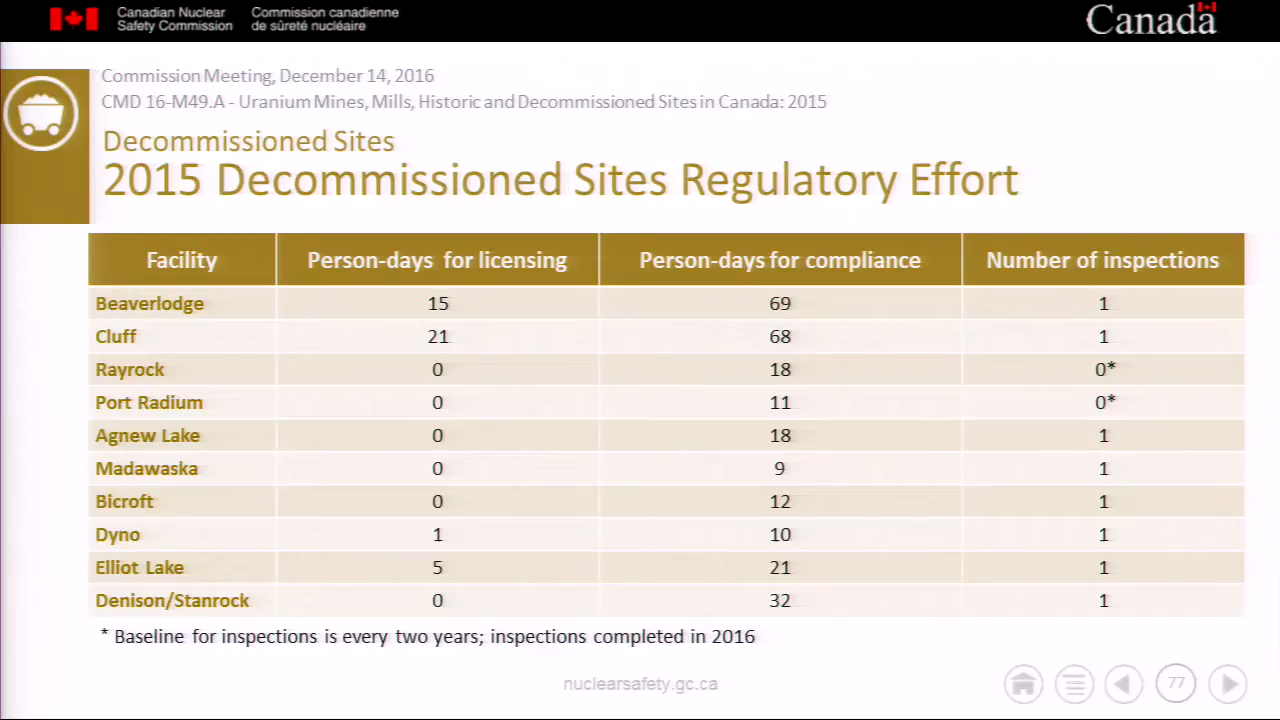 Canadian Nuclear Safety Commission
Commission canadienne de sûreté nucléaire
Canada
Commission Meeting, December 14, 2016
CMD 16-M49.A - Uranium Mines, Mills, Historic and Decommissioned Sites in Canada: 2015
Decommissioned Sites
2015 Decommissioned Sites Regulatory Effort
Facility Person-days for licensing Person-days for compliance Number of inspections
Beaverlodge 15 69 1
Cluff 21 68 1
Rayrock 0 18 0*
Port Radium 0 11 0*
Agnew Lake 0 18 1
Madawaska 0 9 1
Bicroft 0 12 1
Dyno 1 10 1
Elliot Lake 5 21 1
Denison/Stanrock 0 32 1
* Baseline for inspections is every two years; inspections completed in 2016
nuclearsafety.gc.ca
77